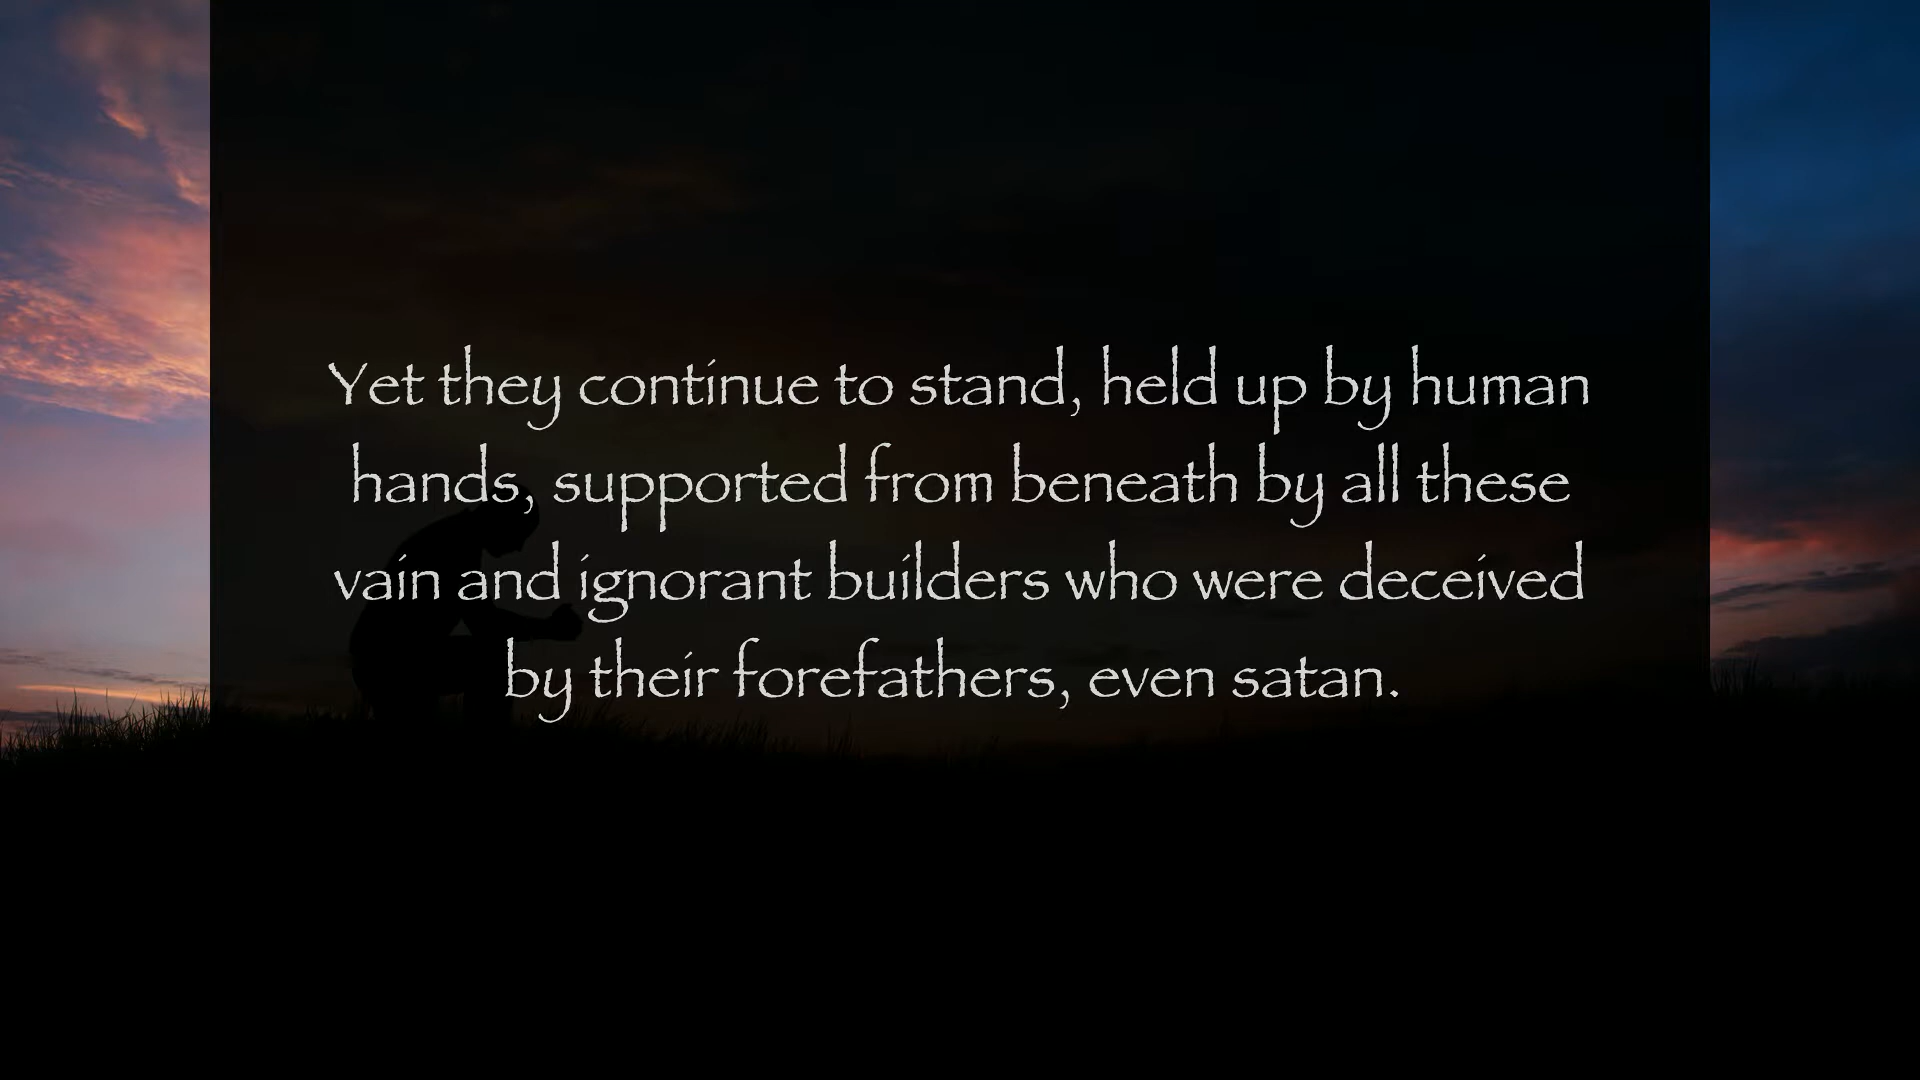 Yet they continue to stand, held up by human
hands, supported from beneath by all these
vain and ignorant builders who were deceived
by their forefathers, even satan.